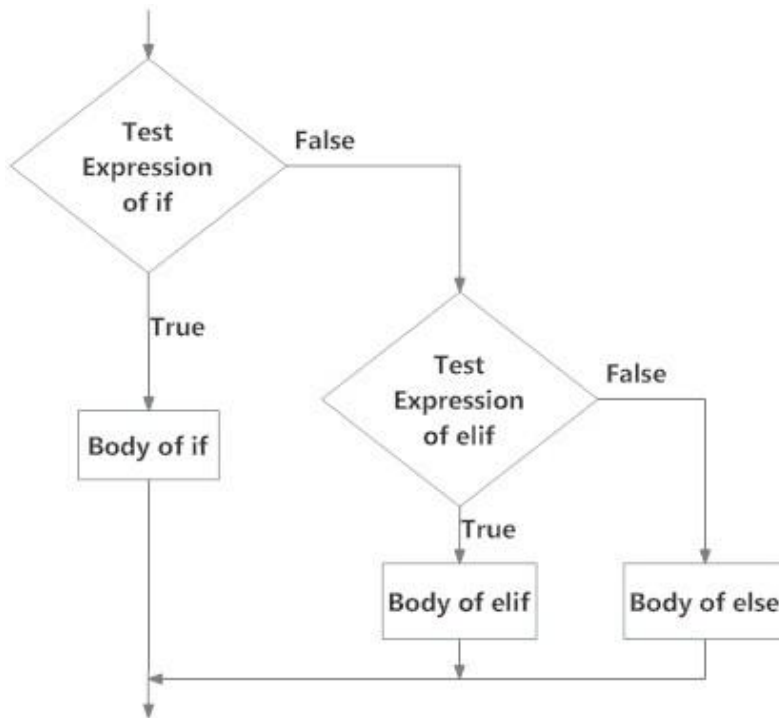 Test
Expression
of if
False
True
Body of if
Test
Expression
of elif
False
True
Body of elif
Body of else